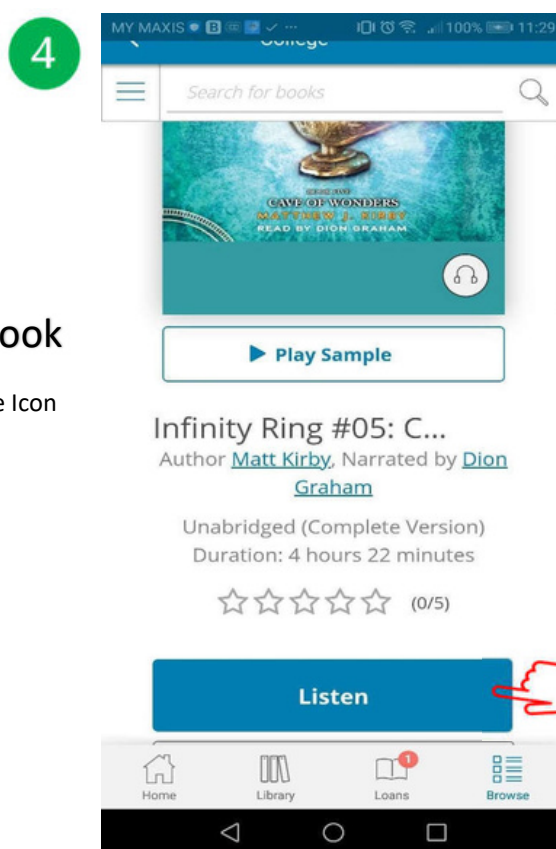 4
MY MAXIS 100% 11:29
College
Search for books
CAVE OF WONDERS
MATTHEW J. KIRBY
READ BY DION GRAHAM
ook
e Icon
Play Sample
Infinity Ring #05: C...
Author Matt Kirby, Narrated by Dion
Graham
Unabridged (Complete Version)
Duration: 4 hours 22 minutes
(0/5)
Listen
1
Home Library Loans Browse